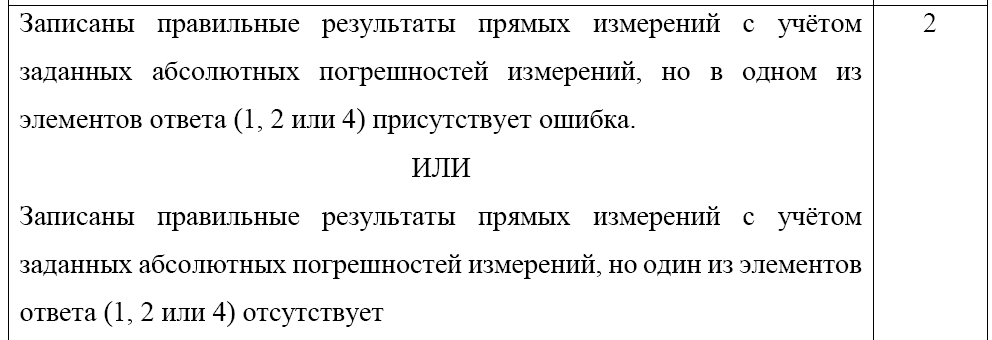 Записаны правильные результаты прямых измерений с учётом
2
заданных абсолютных погрешностей измерений, но в одном из
элементов ответа (1, 2 или 4) присутствует ошибка.
ИЛИ
Записаны правильные результаты прямых измерений с учётом
заданных абсолютных погрешностей измерений, но один из элементов
ответа (1, 2 или 4) отсутствует